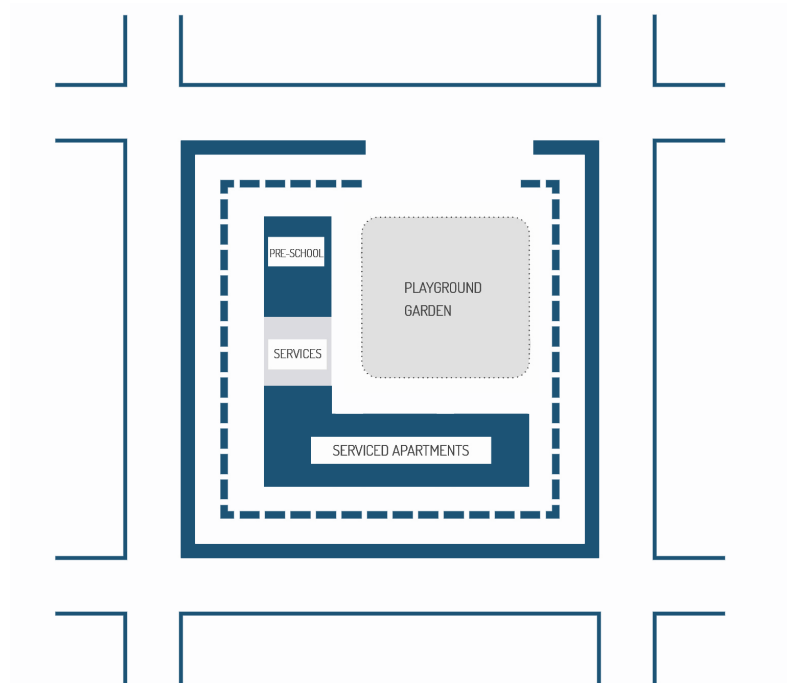 PRE-SCHOOL
PLAYGROUND
GARDEN
SERVICES
SERVICED APARTMENTS